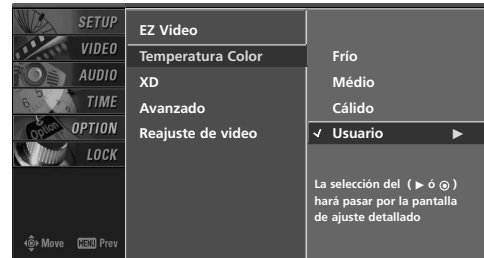 SETUP
VIDEO
AUDIO
TIME
Option OPTION
LOCK
Move MENU Prev
EZ Video
Temperatura Color
XD
Avanzado
Reajuste de video
Frío
Médio
Cálido
✓ Usuario ▶
La selección del ( ▶ ó ◉ )
hará pasar por la pantalla
de ajuste detallado